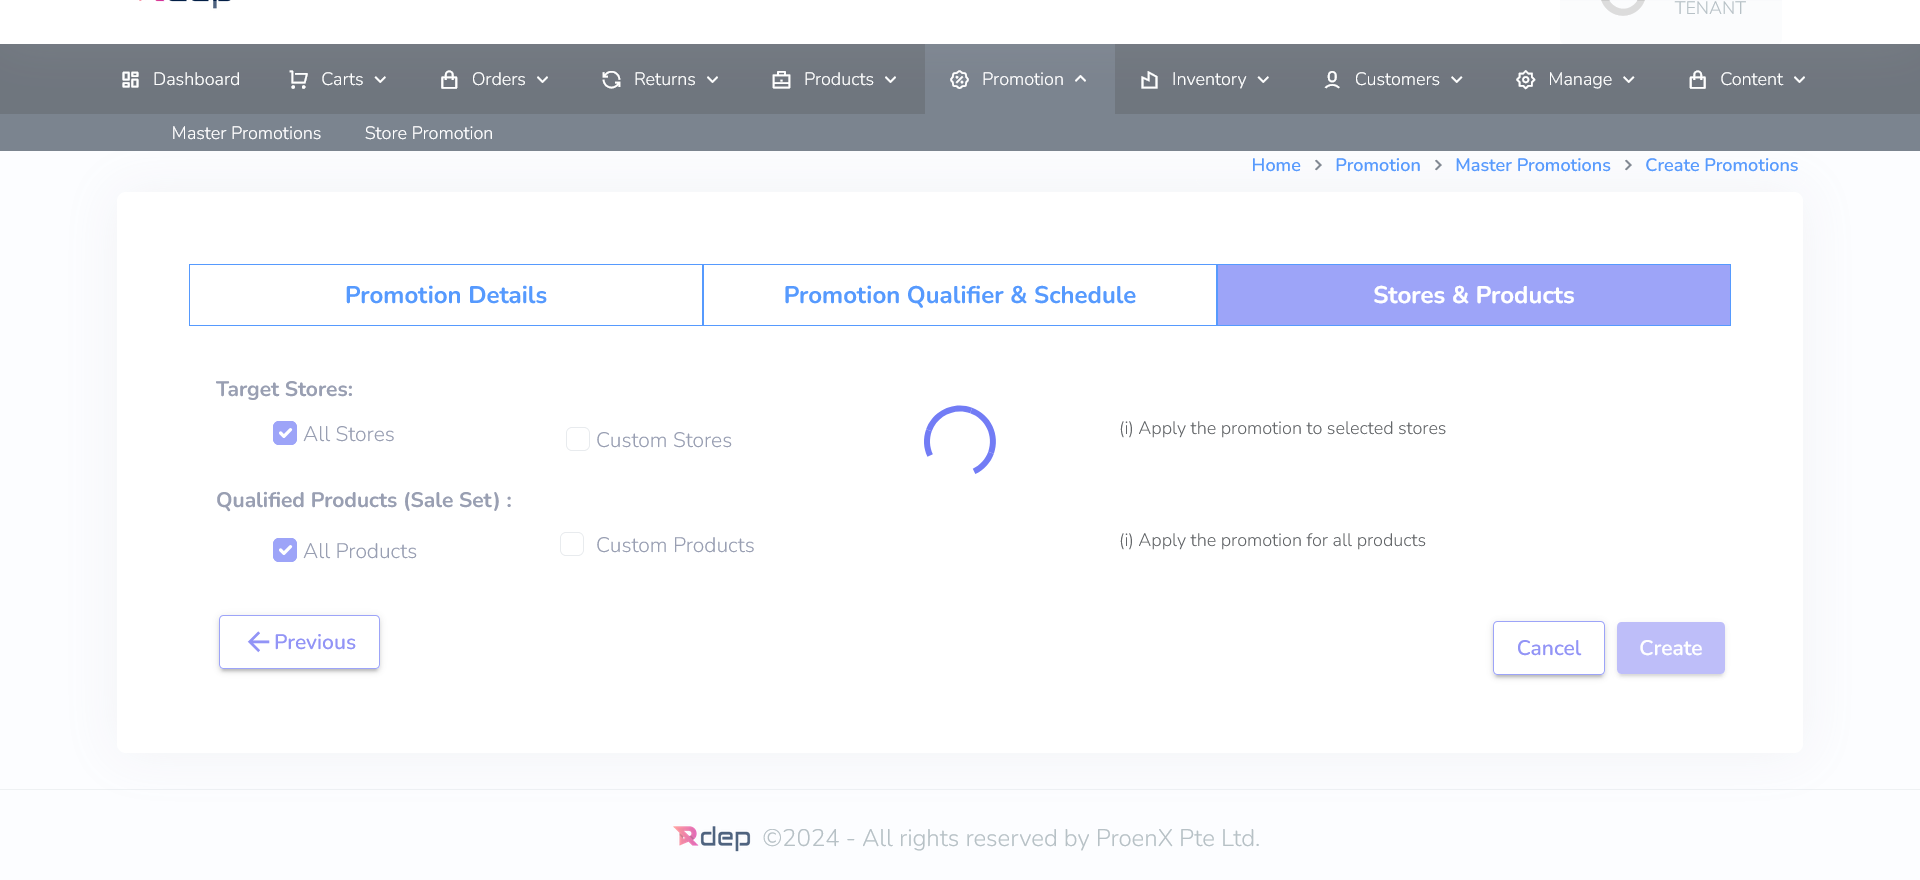 TENANT
Dashboard Carts Orders Returns Products Promotion Inventory Customers Manage Content
Master Promotions Store Promotion
Home > Promotion > Master Promotions > Create Promotions
Promotion Details Promotion Qualifier & Schedule Stores & Products
Target Stores:
All Stores Custom Stores (i) Apply the promotion to selected stores
Qualified Products (Sale Set) :
All Products Custom Products (i) Apply the promotion for all products
Previous Cancel Create
Rdep ©2024 - All rights reserved by ProenX Pte Ltd.